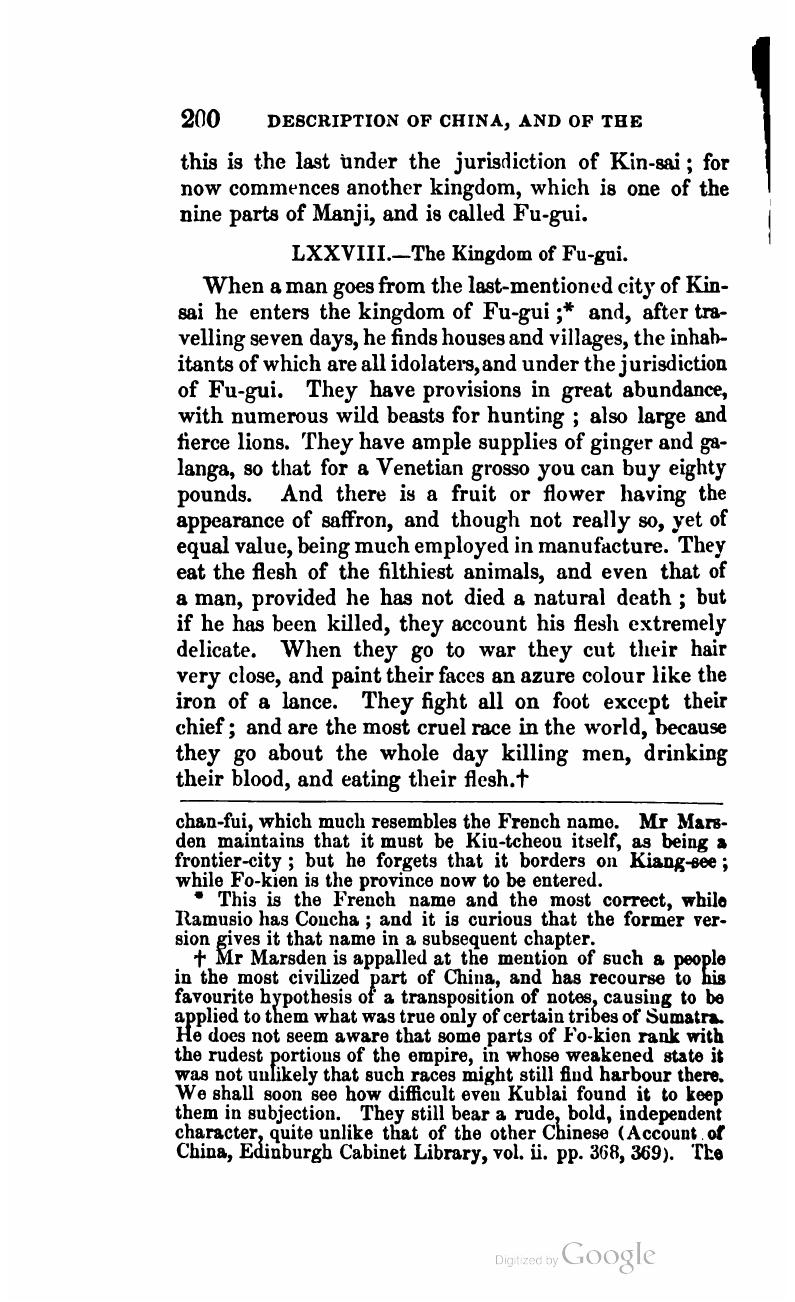 200 DESCRIPTION OF CHINA, AND OF THE
this is the last under the jurisdiction of Kin-sai ; for
now commences another kingdom, which is one of the
nine parts of Manji, and is called Fu-gui.
LXXVIII.—The Kingdom of Fu-gui.
When a man goes from the last-mentioned city of Kin-
sai he enters the kingdom of Fu-gui ;* and, after tra-
velling seven days, he finds houses and villages, the inhab-
itants of which are all idolaters, and under the jurisdiction
of Fu-gui. They have provisions in great abundance,
with numerous wild beasts for hunting ; also large and
fierce lions. They have ample supplies of ginger and ga-
langa, so that for a Venetian grosso you can buy eighty
pounds. And there is a fruit or flower having the
appearance of saffron, and though not really so, yet of
equal value, being much employed in manufacture. They
eat the flesh of the filthiest animals, and even that of
a man, provided he has not died a natural death ; but
if he has been killed, they account his flesh extremely
delicate. When they go to war they cut their hair
very close, and paint their faces an azure colour like the
iron of a lance. They fight all on foot except their
chief ; and are the most cruel race in the world, because
they go about the whole day killing men, drinking
their blood, and eating their flesh.†
chan-fui, which much resembles the French name. Mr Mars-
den maintains that it must be Kiu-tcheou itself, as being a
frontier-city ; but he forgets that it borders on Kiang-see ;
while Fo-kien is the province now to be entered.
* This is the French name and the most correct, while
Ramusio has Concha ; and it is curious that the former ver-
sion gives it that name in a subsequent chapter.
† Mr Marsden is appalled at the mention of such a people
in the most civilized part of China, and has recourse to his
favourite hypothesis of a transposition of notes, causing to be
applied to them what was true only of certain tribes of Sumatra.
He does not seem aware that some parts of Fo-kien rank with
the rudest portions of the empire, in whose weakened state it
was not unlikely that such races might still find harbour there.
We shall soon see how difficult even Kublai found it to keep
them in subjection. They still bear a rude, bold, independent
character, quite unlike that of the other Chinese (Account of
China, Edinburgh Cabinet Library, vol. ii. pp. 368, 369). The
Digitized by Google